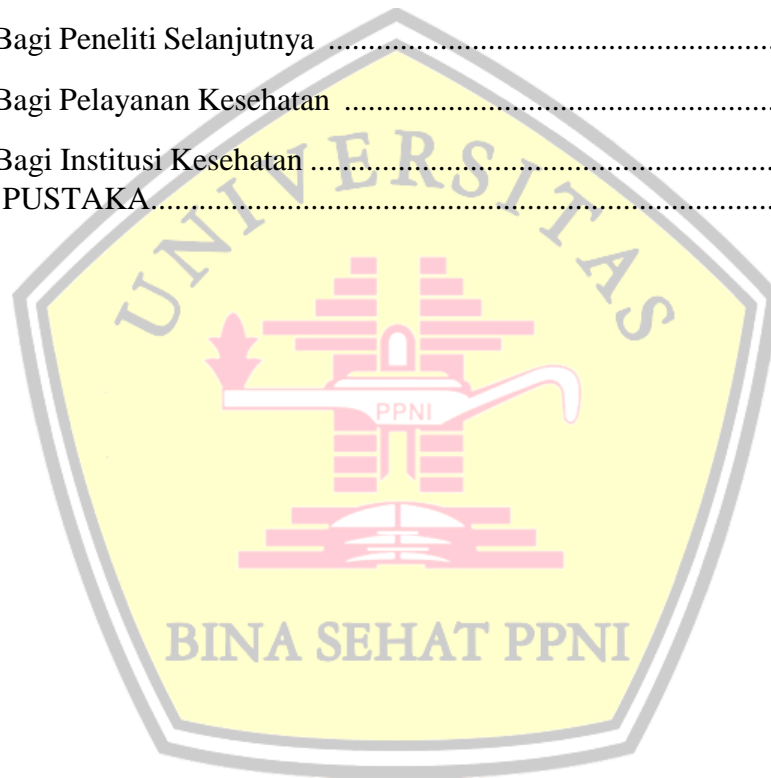 Bagi Peneliti Selanjutnya ................................................................
Bagi Pelayanan Kesehatan ................................................................
Bagi Institusi Kesehatan ................................................................
PUSTAKA................................................................
UNIVERSITAS
PPNI
BINA SEHAT PPNI